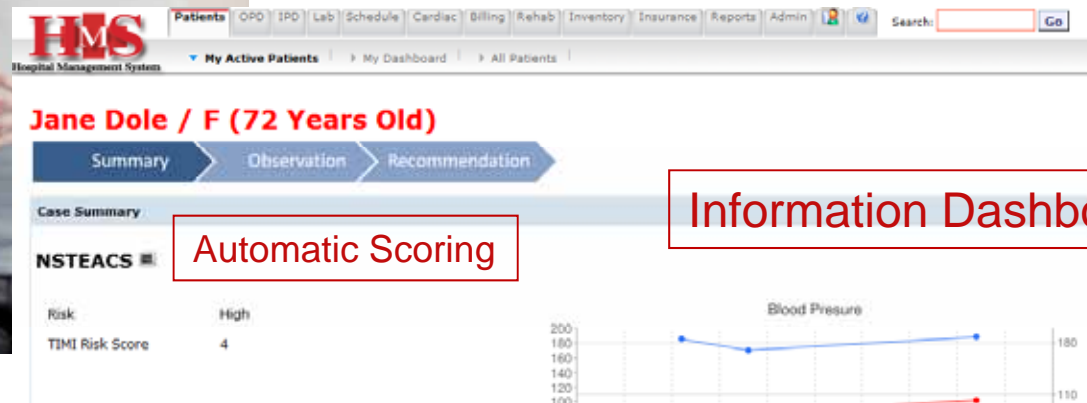 HMS
Hospital Management System
Patients OPD IPD Lab Schedule Cardiac Billing Rehab Inventory Insurance Reports Admin Search: Go
My Active Patients My Dashboard All Patients
Jane Dole / F (72 Years Old)
Summary Observation Recommendation
Case Summary
Information Dashbo
Automatic Scoring
NSTEACS
Risk High
TIMI Risk Score 4
Blood Presure
200
180
160
140
120
100
180
110